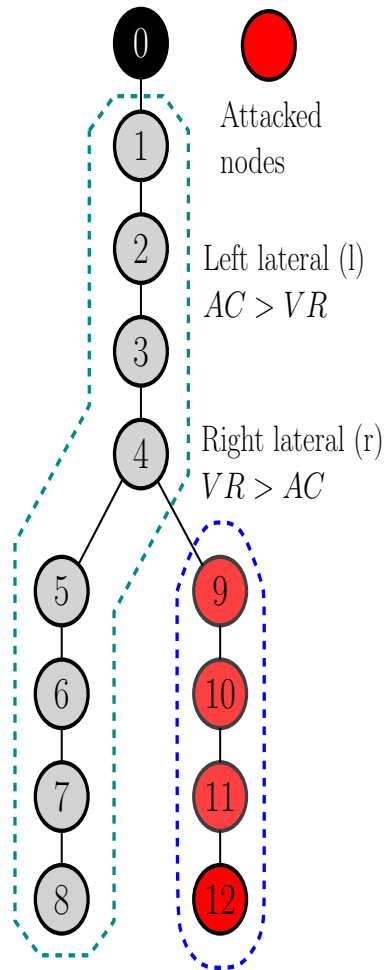 0
Attacked
nodes
1
2
Left lateral (l)
AC > VR
3
4
Right lateral (r)
VR > AC
5
9
6
10
7
11
8
12